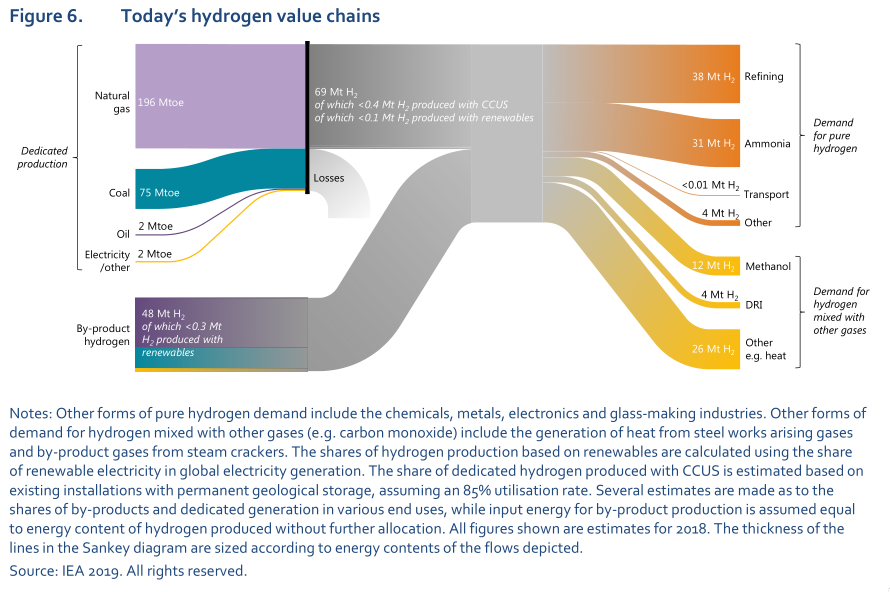 Figure 6. Today's hydrogen value chains
Dedicated
production
Natural
gas
196 Mtoe
Coal
75 Mtoe
Oil
2 Mtoe
Electricity
/other
2 Mtoe
By-product
hydrogen
48 Mt H₂
of which <0.3 Mt
H₂ produced with
renewables
69 Mt H₂
of which <0.4 Mt H₂ produced with CCUS
of which <0.1 Mt H₂ produced with renewables
Losses
38 Mt H₂
Refining
31 Mt H₂
Ammonia
<0.01 Mt H₂
Transport
4 Mt H₂
Other
Demand
for pure
hydrogen
12 Mt H₂
Methanol
4 Mt H₂
DRI
26 Mt H₂
Other
e.g. heat
Demand for
hydrogen
mixed with
other gases
Notes: Other forms of pure hydrogen demand include the chemicals, metals, electronics and glass-making industries. Other forms of
demand for hydrogen mixed with other gases (e.g. carbon monoxide) include the generation of heat from steel works arising gases
and by-product gases from steam crackers. The shares of hydrogen production based on renewables are calculated using the share
of renewable electricity in global electricity generation. The share of dedicated hydrogen produced with CCUS is estimated based on
existing installations with permanent geological storage, assuming an 85% utilisation rate. Several estimates are made as to the
shares of by-products and dedicated generation in various end uses, while input energy for by-product production is assumed equal
to energy content of hydrogen produced without further allocation. All figures shown are estimates for 2018. The thickness of the
lines in the Sankey diagram are sized according to energy contents of the flows depicted.
Source: IEA 2019. All rights reserved.